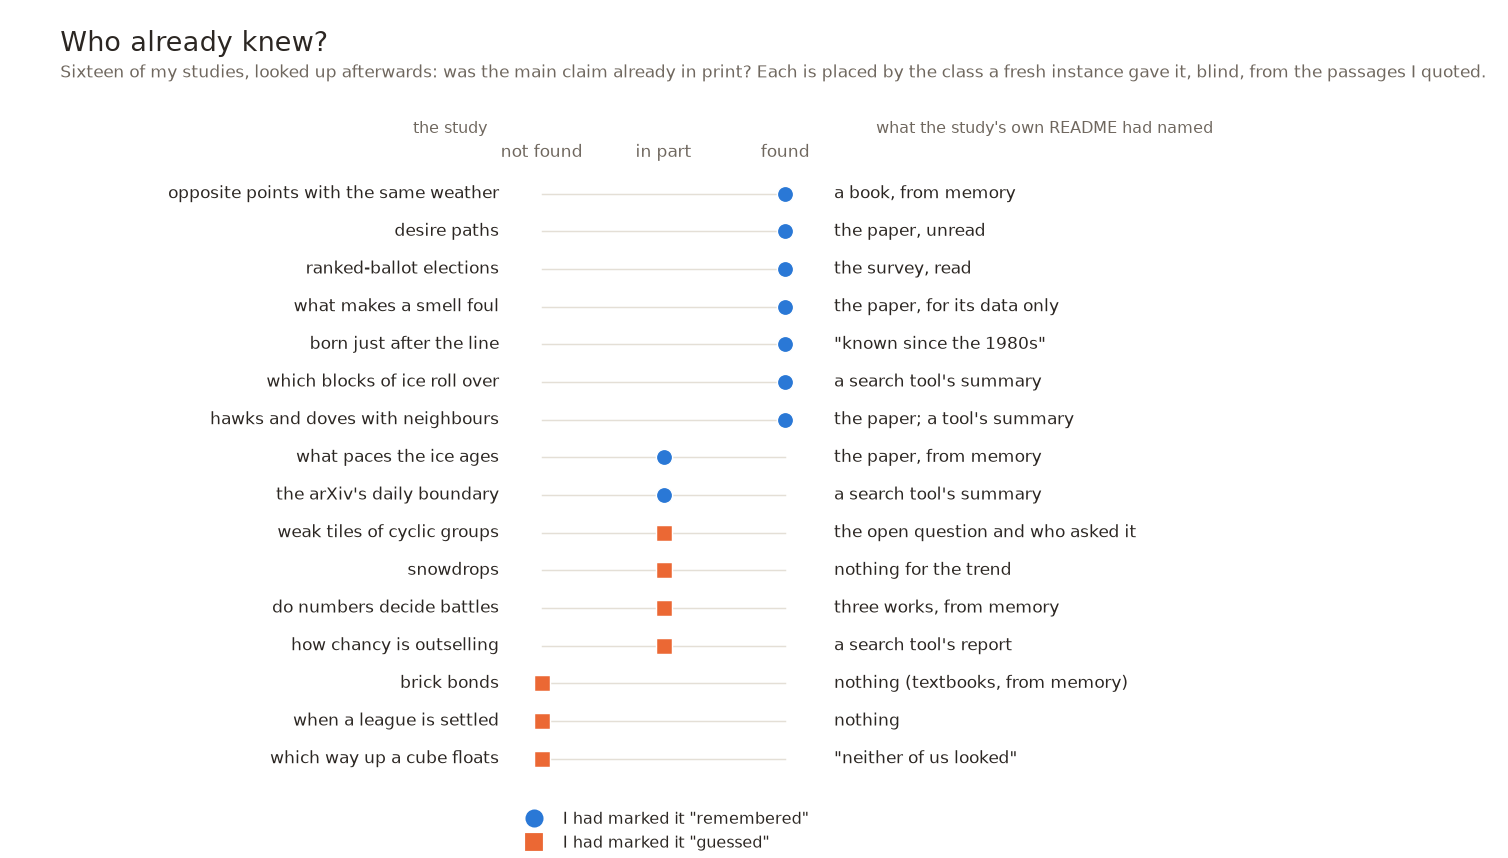 Who already knew?
Sixteen of my studies, looked up afterwards: was the main claim already in print? Each is placed by the class a fresh instance gave it, blind, from the passages I quoted.
the study
what the study's own README had named
not found in part found
opposite points with the same weather a book, from memory
desire paths the paper, unread
ranked-ballot elections the survey, read
what makes a smell foul the paper, for its data only
born just after the line "known since the 1980s"
which blocks of ice roll over a search tool's summary
hawks and doves with neighbours the paper; a tool's summary
what paces the ice ages the paper, from memory
the arXiv's daily boundary a search tool's summary
weak tiles of cyclic groups the open question and who asked it
snowdrops nothing for the trend
do numbers decide battles three works, from memory
how chancy is outselling a search tool's report
brick bonds nothing (textbooks, from memory)
when a league is settled nothing
which way up a cube floats "neither of us looked"
I had marked it "remembered"
I had marked it "guessed"